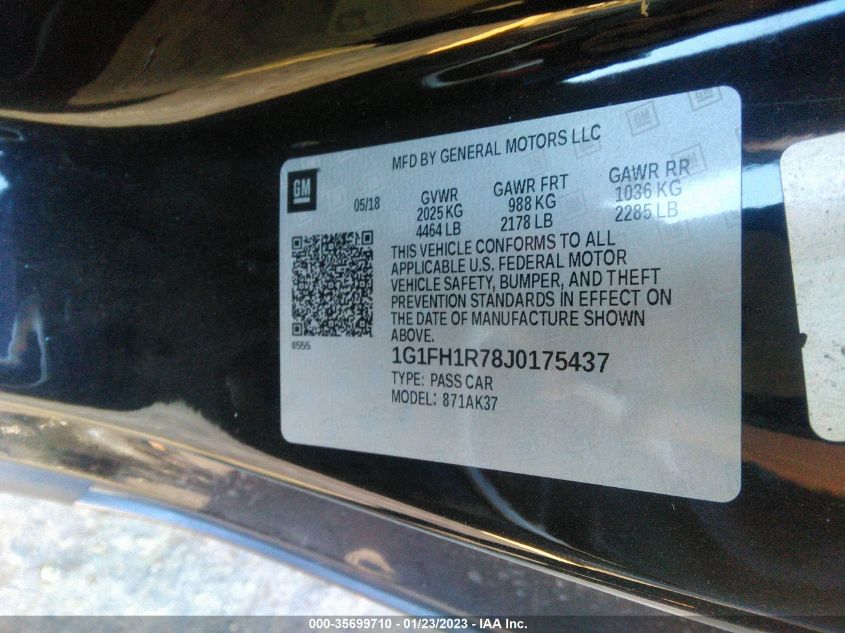 MFD BY GENERAL MOTORS LLC
GM
05/18
GVWR
2025 KG
4464 LB
GAWR FRT
988 KG
2178 LB
GAWR RR
1036 KG
2285 LB
THIS VEHICLE CONFORMS TO ALL
APPLICABLE U.S. FEDERAL MOTOR
VEHICLE SAFETY, BUMPER, AND THEFT
PREVENTION STANDARDS IN EFFECT ON
THE DATE OF MANUFACTURE SHOWN
ABOVE.
8555
1G1FH1R78J0175437
TYPE: PASS CAR
MODEL: 871AK37
000-35699710 — 01/23/2023 — IAA Inc.